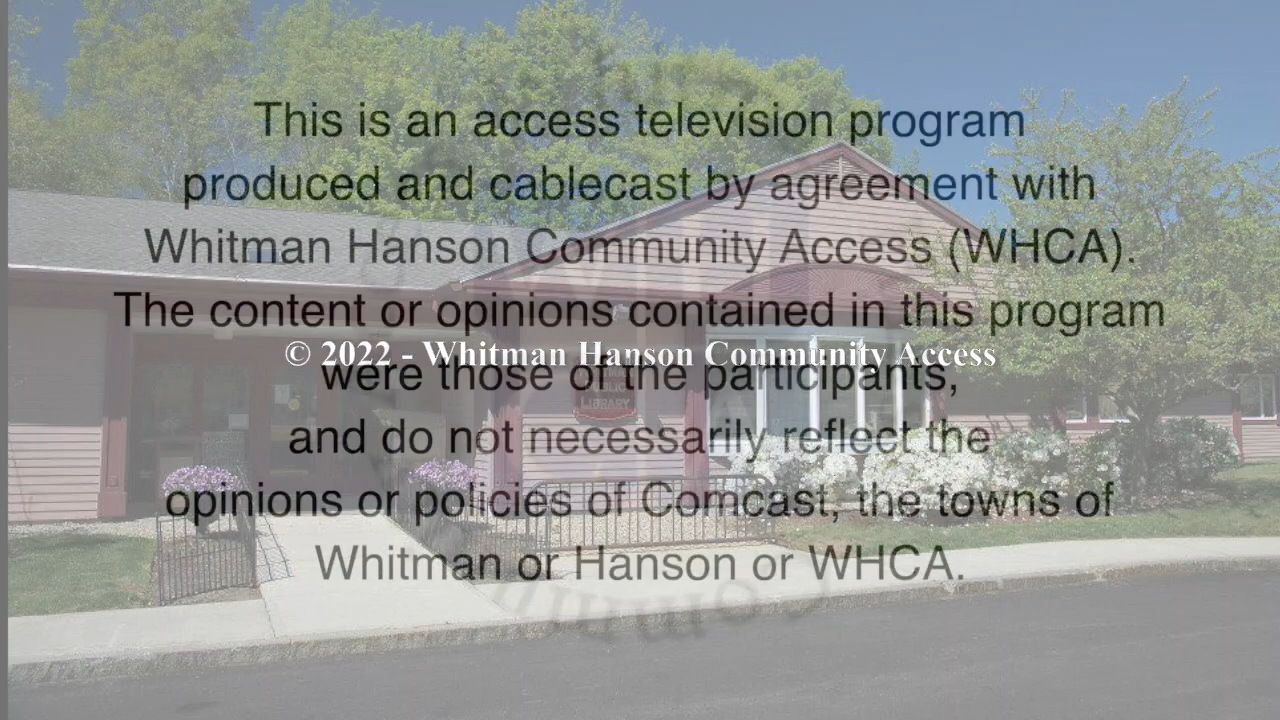 This is an access television program
produced and cablecast by agreement with
Whitman Hanson Community Access (WHCA).
The content or opinions contained in this program
© 2022 - Whitman Hanson Community Access
were those of the participants,
LIBRARY
and do not necessarily reflect the
opinions or policies of Comcast, the towns of
Whitman or Hanson or WHCA.